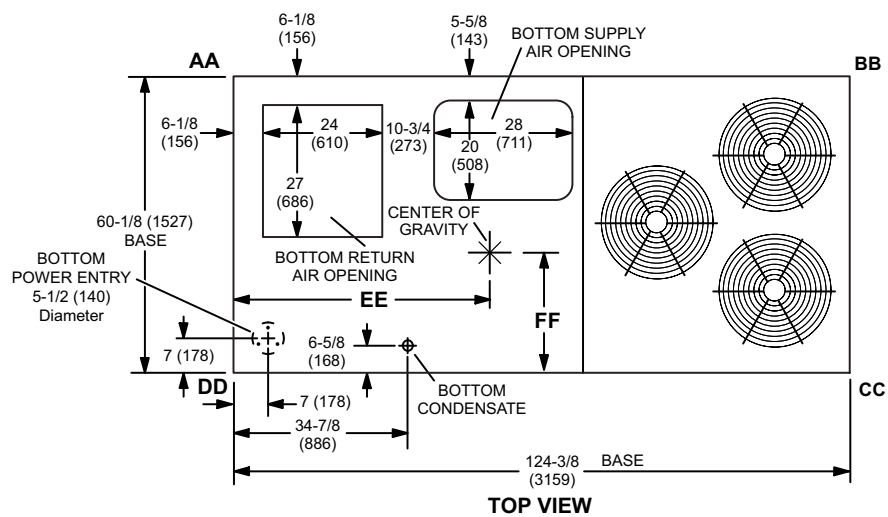 6-1/8
(156)
5-5/8
(143)
BOTTOM SUPPLY
AIR OPENING
AA
BB
6-1/8
(156)
24
(610)
10-3/4
(273)
28
(711)
20
(508)
27
(686)
60-1/8 (1527)
BASE
CENTER OF
GRAVITY
BOTTOM RETURN
AIR OPENING
BOTTOM
POWER ENTRY
5-1/2 (140)
Diameter
EE
FF
7 (178)
6-5/8
(168)
DD
7 (178)
BOTTOM
CONDENSATE
CC
34-7/8
(886)
124-3/8 BASE
(3159)
TOP VIEW